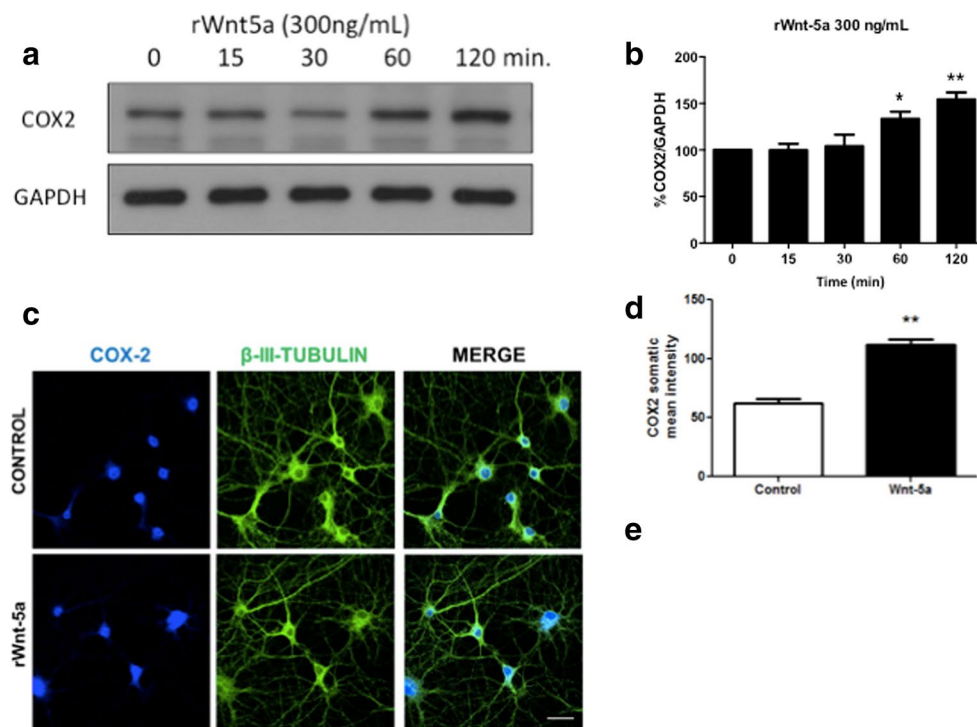 a
rWnt5a (300ng/mL)
0 15 30 60 120 min.
COX2
GAPDH
b
rWnt-5a 300 ng/mL
%COX2/GAPDH
200
150
100
50
0
*
**
0 15 30 60 120
Time (min)
c
COX-2 β-III-TUBULIN MERGE
CONTROL
rWnt-5a
d
COX2 somatic
mean intensity
150
100
50
0
**
Control Wnt-5a
e